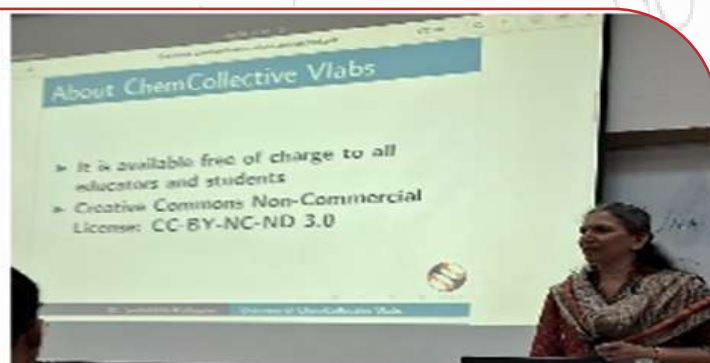 About ChemCollective Vlabs
► It is available free of charge to all
educators and students
► Creative Commons Non-Commercial
License: CC-BY-NC-ND 3.0